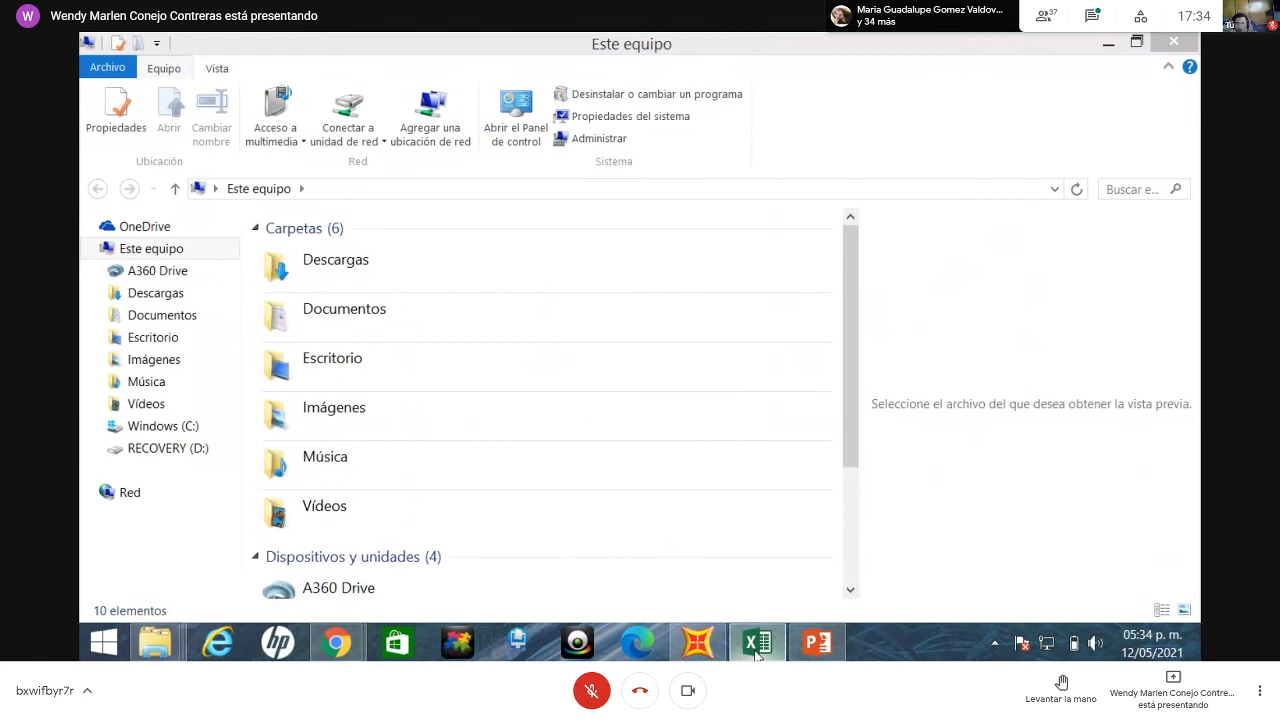 W Wendy Marlen Conejo Contreras está presentando
Maria Guadalupe Gomez Valdov...
y 34 más
37
17:34
Tú
Este equipo
Archivo
Equipo
Vista
Propiedades
Abrir
Cambiar
nombre
Ubicación
Acceso a
multimedia
Conectar a
unidad de red
Agregar una
ubicación de red
Red
Abrir el Panel
de control
Desinstalar o cambiar un programa
Propiedades del sistema
Administrar
Sistema
Este equipo
Buscar e...
OneDrive
Este equipo
A360 Drive
Descargas
Documentos
Escritorio
Imágenes
Música
Vídeos
Windows (C:)
RECOVERY (D:)
Red
Carpetas (6)
Descargas
Documentos
Escritorio
Imágenes
Música
Vídeos
Dispositivos y unidades (4)
A360 Drive
Seleccione el archivo del que desea obtener la vista previa.
10 elementos
05:34 p. m.
12/05/2021
bxwifbyr7r
Levantar la mano
Wendy Marlen Conejo Contre...
está presentando